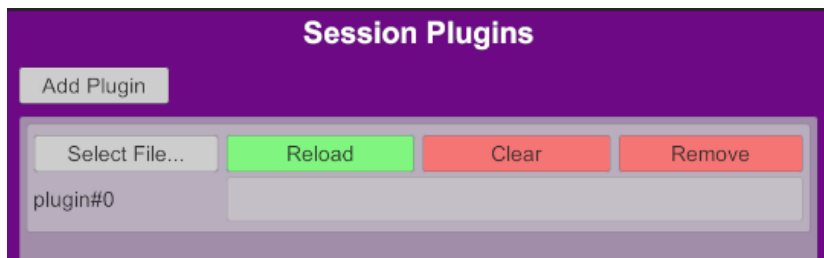 Session Plugins
Add Plugin
Select File... Reload Clear Remove
plugin#0